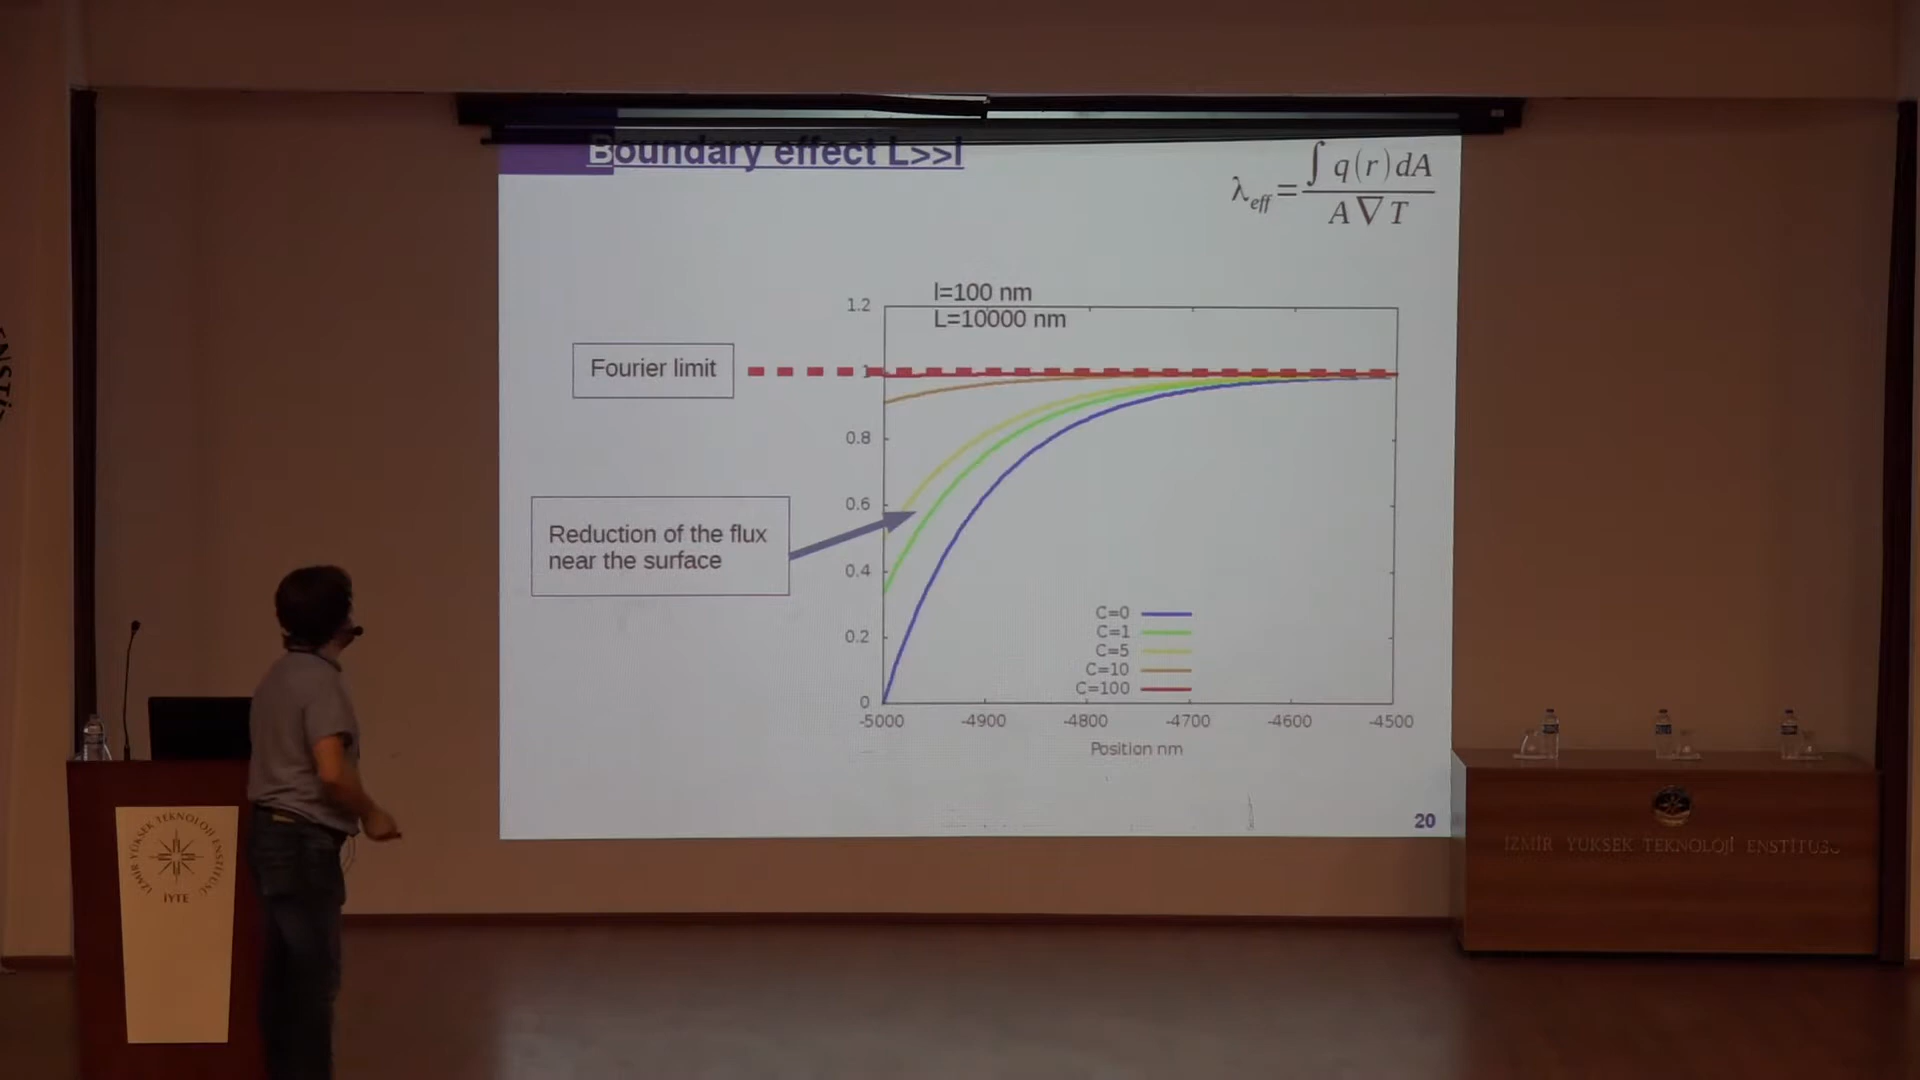 Boundary effect L>>l
λeff = ∫ q(r)dA / A∇T
l=100 nm
L=10000 nm
1.2
1
0.8
0.6
0.4
0.2
0
Fourier limit
Reduction of the flux
near the surface
C=0
C=1
C=5
C=10
C=100
-5000 -4900 -4800 -4700 -4600 -4500
Position nm
20
İZMİR YÜKSEK TEKNOLOJİ ENSTİTÜSÜ
İYTE
İZMİR YÜKSEK TEKNOLOJİ ENSTİTÜSÜ